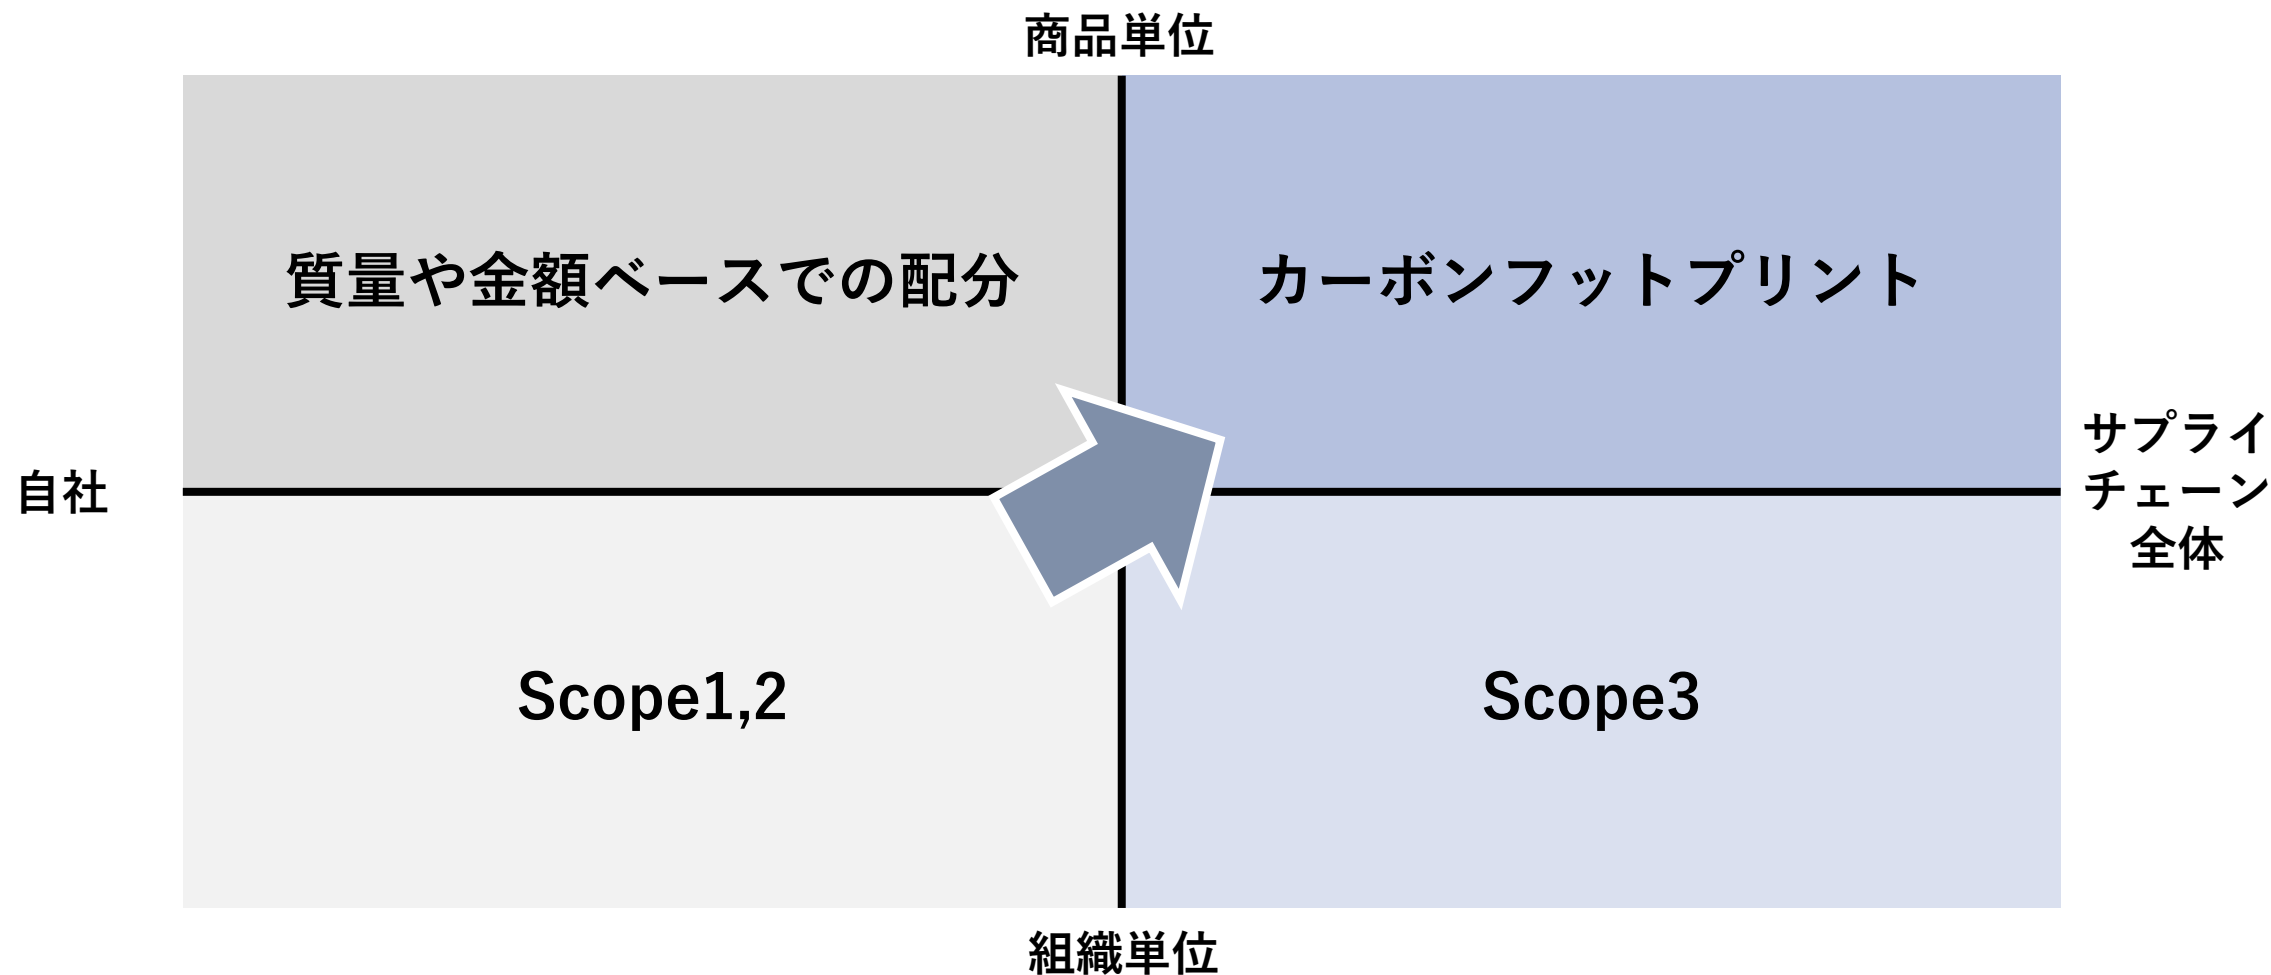 商品単位
質量や金額ベースでの配分
カーボンフットプリント
自社
サプライ
チェーン
全体
Scope1,2
Scope3
組織単位